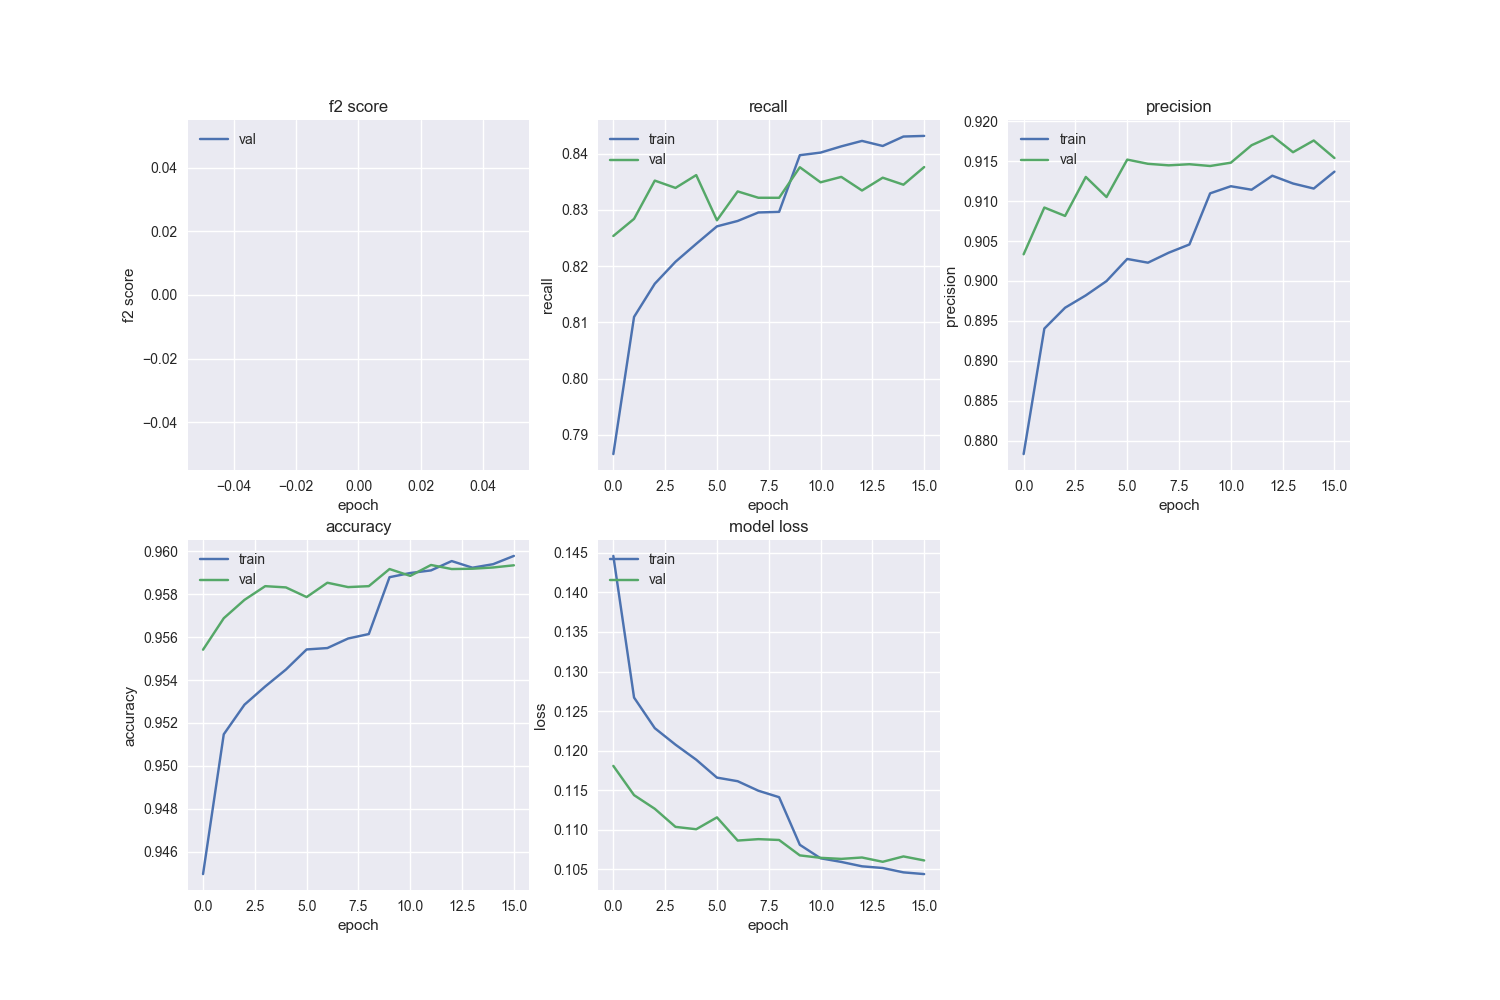 f2 score
val
0.04
0.02
0.00
−0.02
−0.04
f2 score
−0.04 −0.02 0.00 0.02 0.04
epoch
recall
train
val
0.84
0.83
0.82
0.81
0.80
0.79
recall
0.0 2.5 5.0 7.5 10.0 12.5 15.0
epoch
precision
train
val
0.920
0.915
0.910
0.905
0.900
0.895
0.890
0.885
0.880
precision
0.0 2.5 5.0 7.5 10.0 12.5 15.0
epoch
accuracy
train
val
0.960
0.958
0.956
0.954
0.952
0.950
0.948
0.946
accuracy
0.0 2.5 5.0 7.5 10.0 12.5 15.0
epoch
model loss
train
val
0.145
0.140
0.135
0.130
0.125
0.120
0.115
0.110
0.105
loss
0.0 2.5 5.0 7.5 10.0 12.5 15.0
epoch